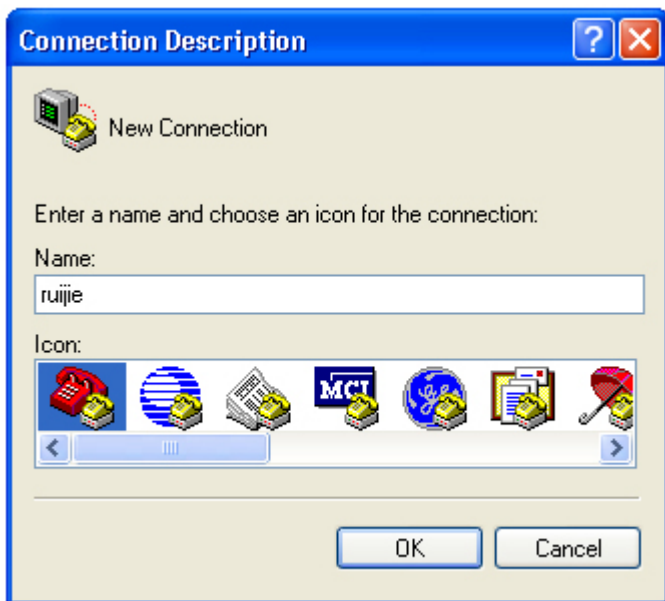 Connection Description
New Connection
Enter a name and choose an icon for the connection:
Name:
ruijie
Icon:
MCI
OK
Cancel